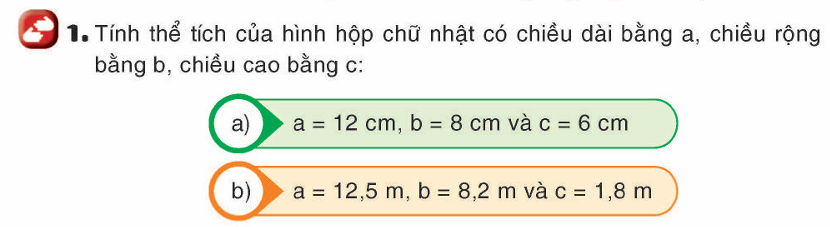 1. Tính thể tích của hình hộp chữ nhật có chiều dài bằng a, chiều rộng
bằng b, chiều cao bằng c:
a) a = 12 cm, b = 8 cm và c = 6 cm
b) a = 12,5 m, b = 8,2 m và c = 1,8 m